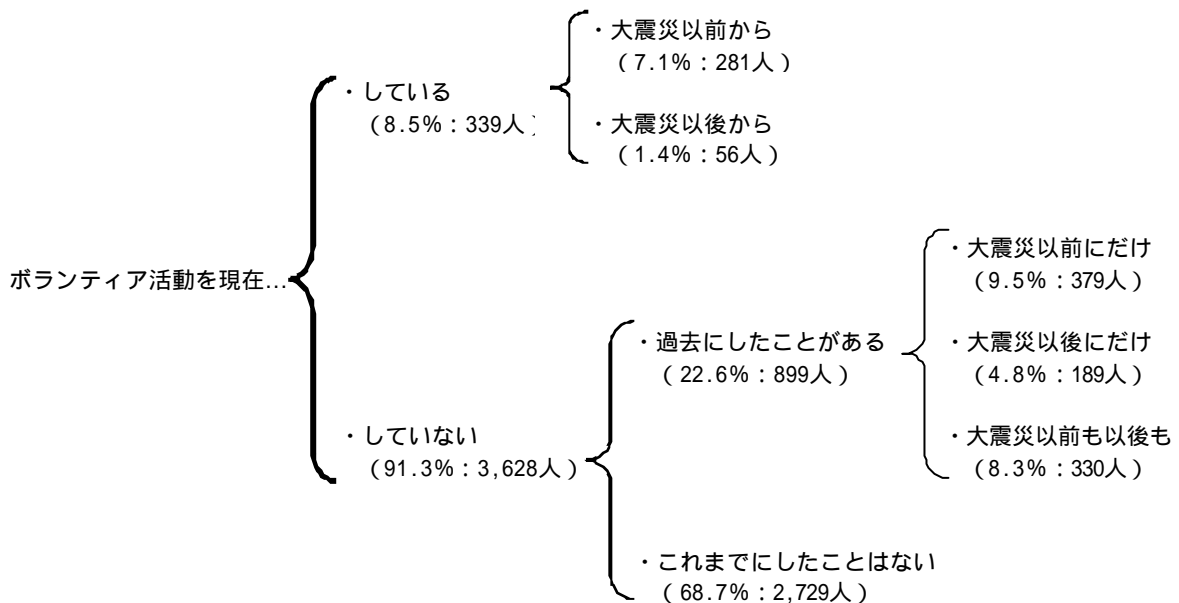 ・大震災以前から
（7.1%：281人）
・している
（8.5%：339人）
・大震災以後から
（1.4%：56人）
ボランティア活動を現在…
・大震災以前にだけ
（9.5%：379人）
・過去にしたことがある
（22.6%：899人）
・大震災以後にだけ
（4.8%：189人）
・していない
（91.3%：3,628人）
・大震災以前も以後も
（8.3%：330人）
・これまでにしたことはない
（68.7%：2,729人）